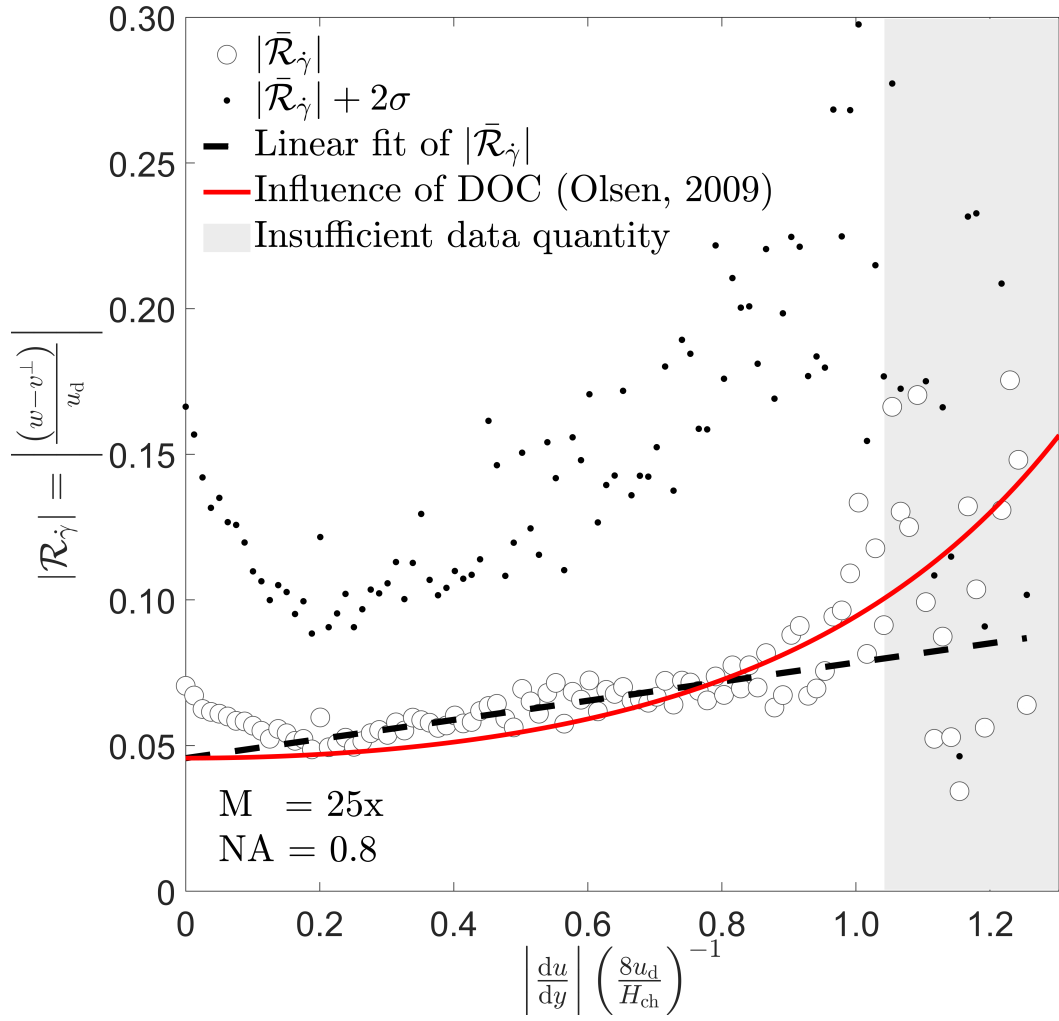 0.30
0.25
0.20
0.15
0.10
0.05
0
|R̄_γ̇|
|R̄_γ̇| + 2σ
Linear fit of |R̄_γ̇|
Influence of DOC (Olsen, 2009)
Insufficient data quantity
|R_γ̇| = |(w−v^⊥)/u_d|
M = 25x
NA = 0.8
0 0.2 0.4 0.6 0.8 1.0 1.2
|du/dy| (8u_d/H_ch)^−1